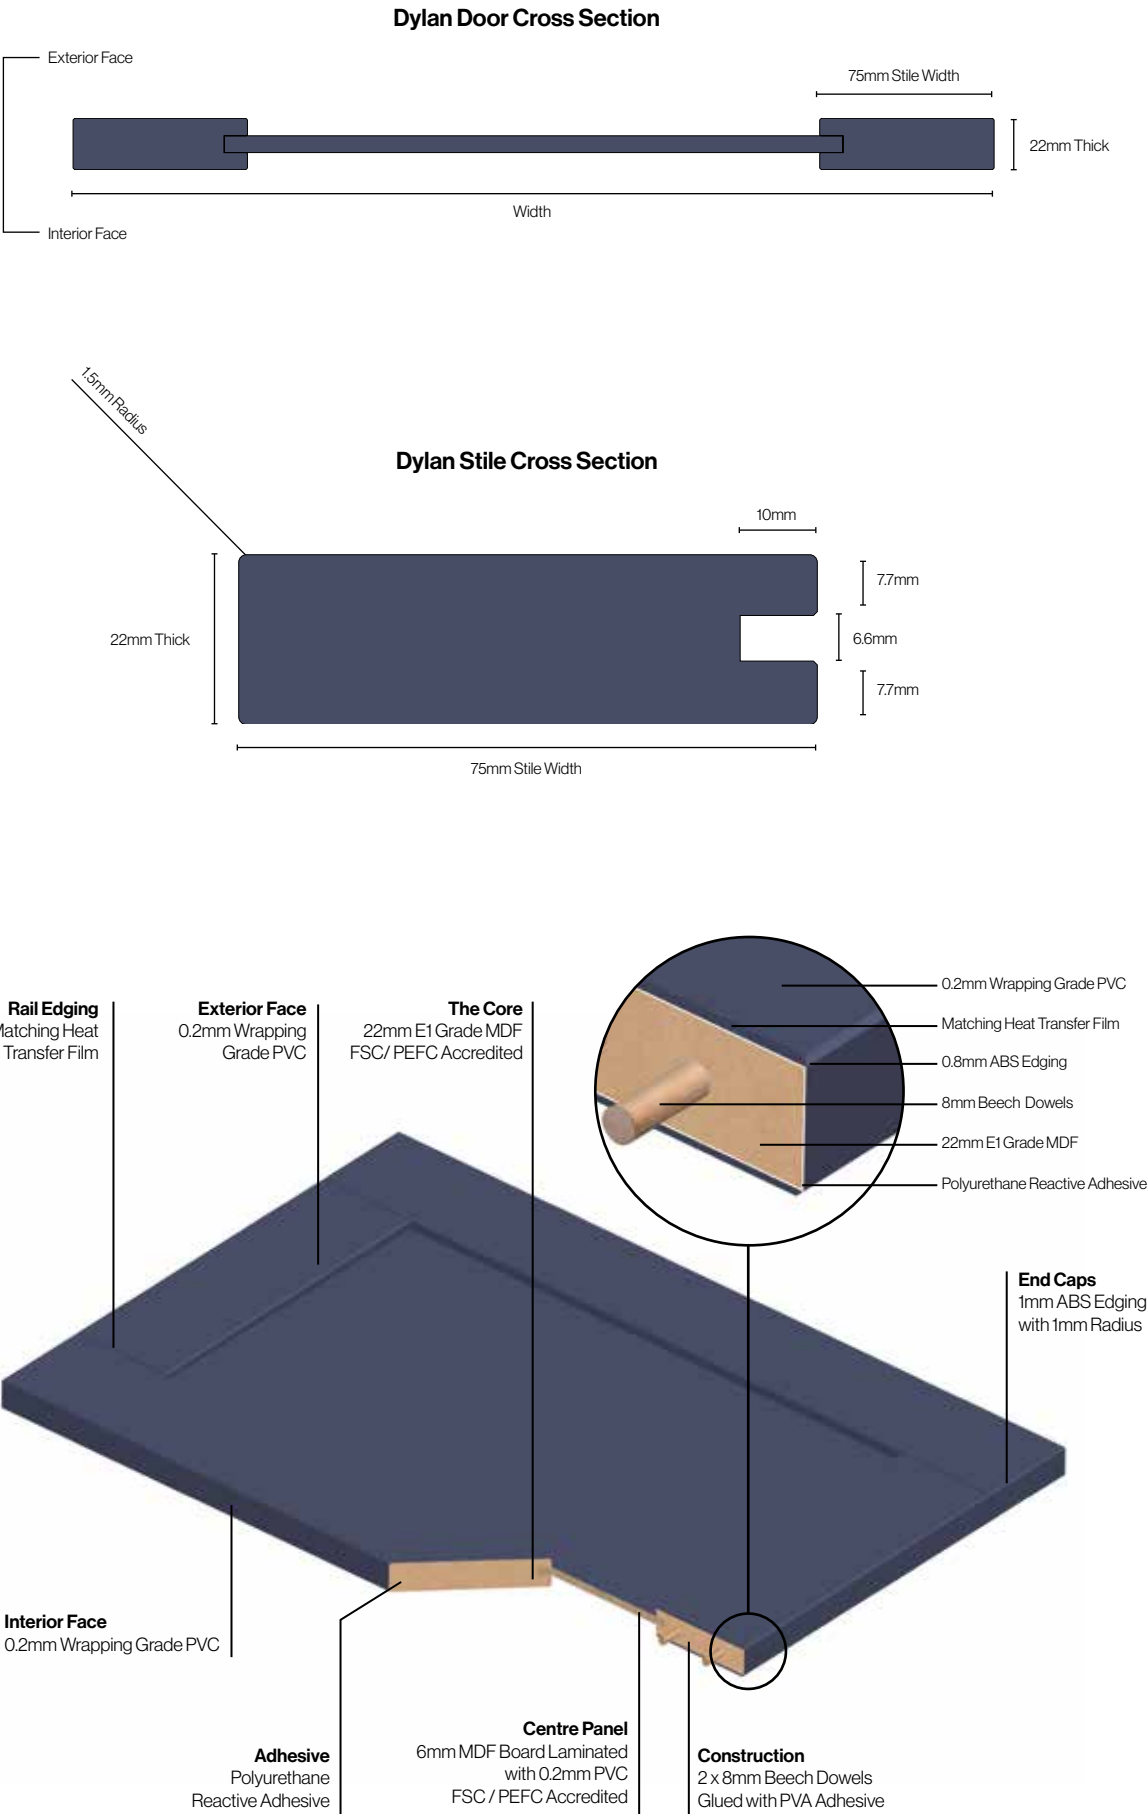 Dylan Door Cross Section
Exterior Face
75mm Stile Width
22mm Thick
Width
Interior Face
1.5mm Radius
Dylan Stile Cross Section
10mm
7.7mm
22mm Thick
6.6mm
7.7mm
75mm Stile Width
0.2mm Wrapping Grade PVC
Matching Heat Transfer Film
0.8mm ABS Edging
8mm Beech Dowels
22mm E1 Grade MDF
Polyurethane Reactive Adhesive
Rail Edging
Matching Heat
Transfer Film
Exterior Face
0.2mm Wrapping
Grade PVC
The Core
22mm E1 Grade MDF
FSC/ PEFC Accredited
End Caps
1mm ABS Edging
with 1mm Radius
Interior Face
0.2mm Wrapping Grade PVC
Adhesive
Polyurethane
Reactive Adhesive
Centre Panel
6mm MDF Board Laminated
with 0.2mm PVC
FSC / PEFC Accredited
Construction
2 x 8mm Beech Dowels
Glued with PVA Adhesive